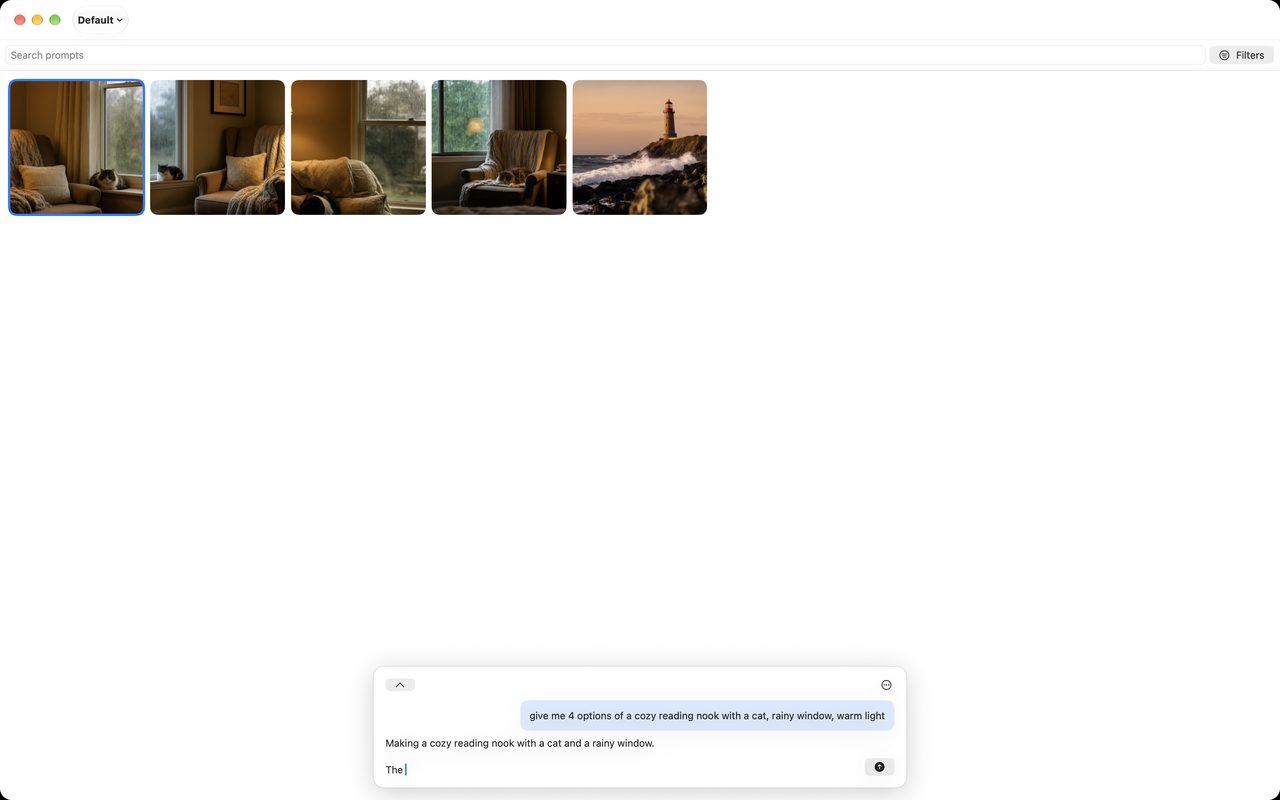 Default
Search prompts
Filters
give me 4 options of a cozy reading nook with a cat, rainy window, warm light
Making a cozy reading nook with a cat and a rainy window.
The